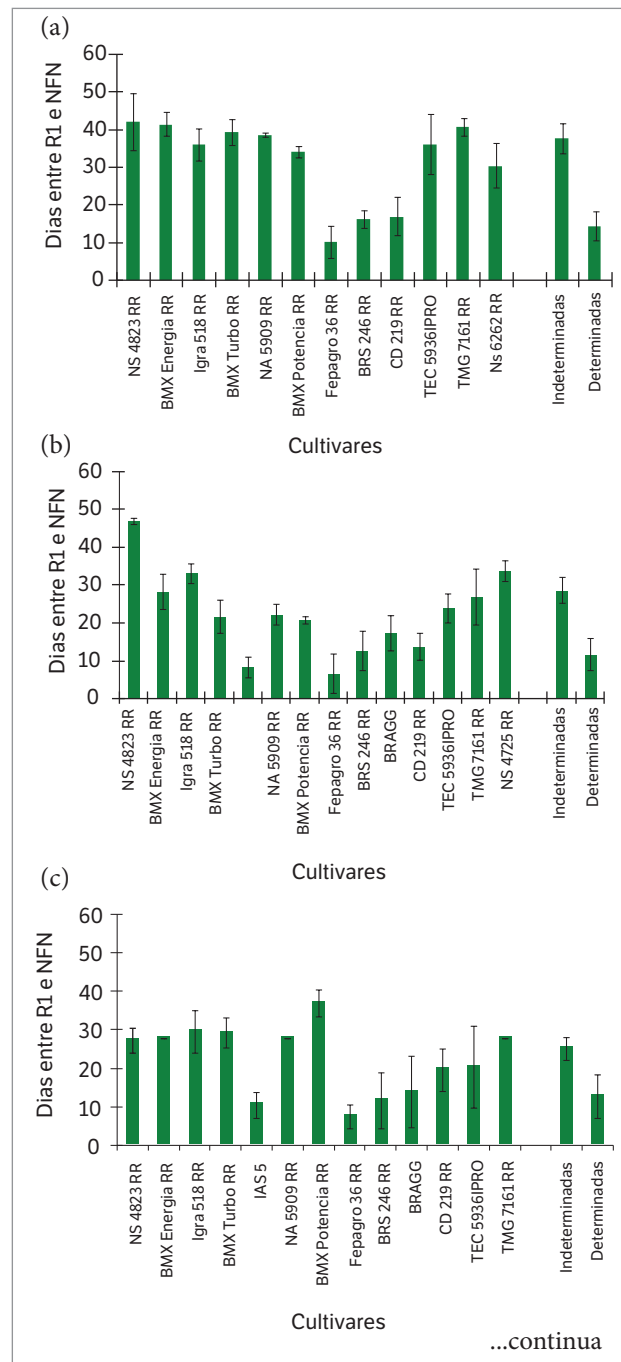 (a)
Dias entre R1 e NFN
60
50
40
30
20
10
0
NS 4823 RR
BMX Energia RR
Igra 518 RR
BMX Turbo RR
NA 5909 RR
BMX Potencia RR
Fepagro 36 RR
BRS 246 RR
CD 219 RR
TEC 5936IPRO
TMG 7161 RR
Ns 6262 RR
Indeterminadas
Determinadas
Cultivares
(b)
Dias entre R1 e NFN
60
50
40
30
20
10
0
NS 4823 RR
BMX Energia RR
Igra 518 RR
BMX Turbo RR
NA 5909 RR
BMX Potencia RR
Fepagro 36 RR
BRS 246 RR
BRAGG
CD 219 RR
TEC 5936IPRO
TMG 7161 RR
NS 4725 RR
Indeterminadas
Determinadas
Cultivares
(c)
Dias entre R1 e NFN
60
50
40
30
20
10
0
NS 4823 RR
BMX Energia RR
Igra 518 RR
BMX Turbo RR
IAS 5
NA 5909 RR
BMX Potencia RR
Fepagro 36 RR
BRS 246 RR
BRAGG
CD 219 RR
TEC 5936IPRO
TMG 7161 RR
Indeterminadas
Determinadas
Cultivares
...continua